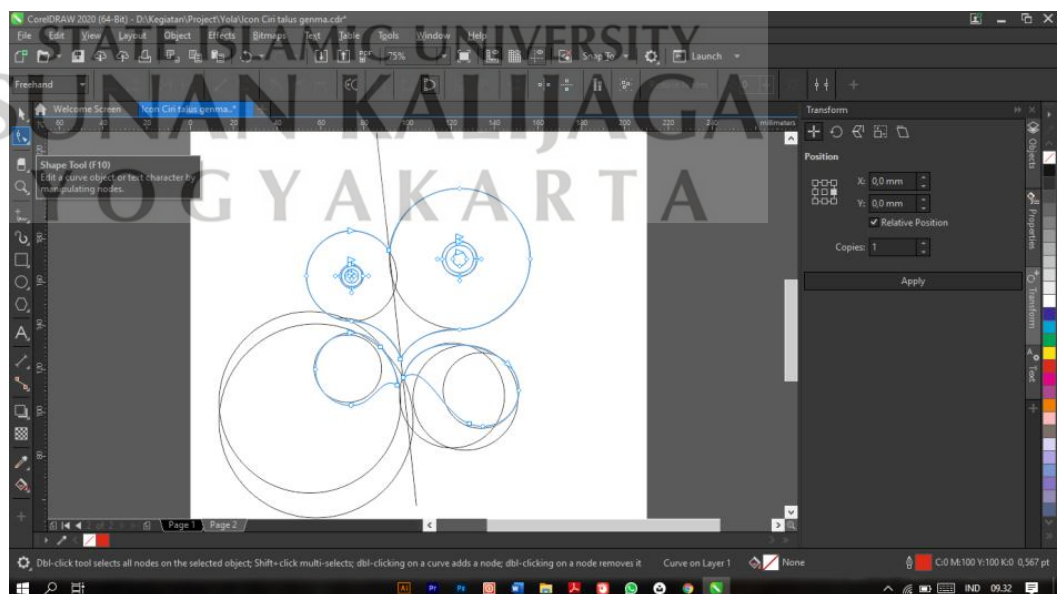 CorelDRAW 2020 (64-Bit) - D:\Kegiatan\Project\Yola\Icon Ciri talus genma.cdr*
File Edit View Layout Object Effects Bitmaps Text Table Tools Window Help
PDF 75% Snap To Launch
Freehand
Welcome Screen Icon Ciri talus genma..*
millimeters
STATE ISLAMIC UNIVERSITY
SUNAN KALIJAGA
YOGYAKARTA
Shape Tool (F10)
Edit a curve object or text character by
manipulating nodes.
Transform
Position
X: 0,0 mm
Y: 0,0 mm
Relative Position
Copies: 1
Apply
Objects
Properties
Transform
Text
2 of 2 Page 1 Page 2
Dbl-click tool selects all nodes on the selected object; Shift+click multi-selects; dbl-clicking on a curve adds a node; dbl-clicking on a node removes it Curve on Layer 1 None C:0 M:100 Y:100 K:0 0,567 pt
IND 09.32